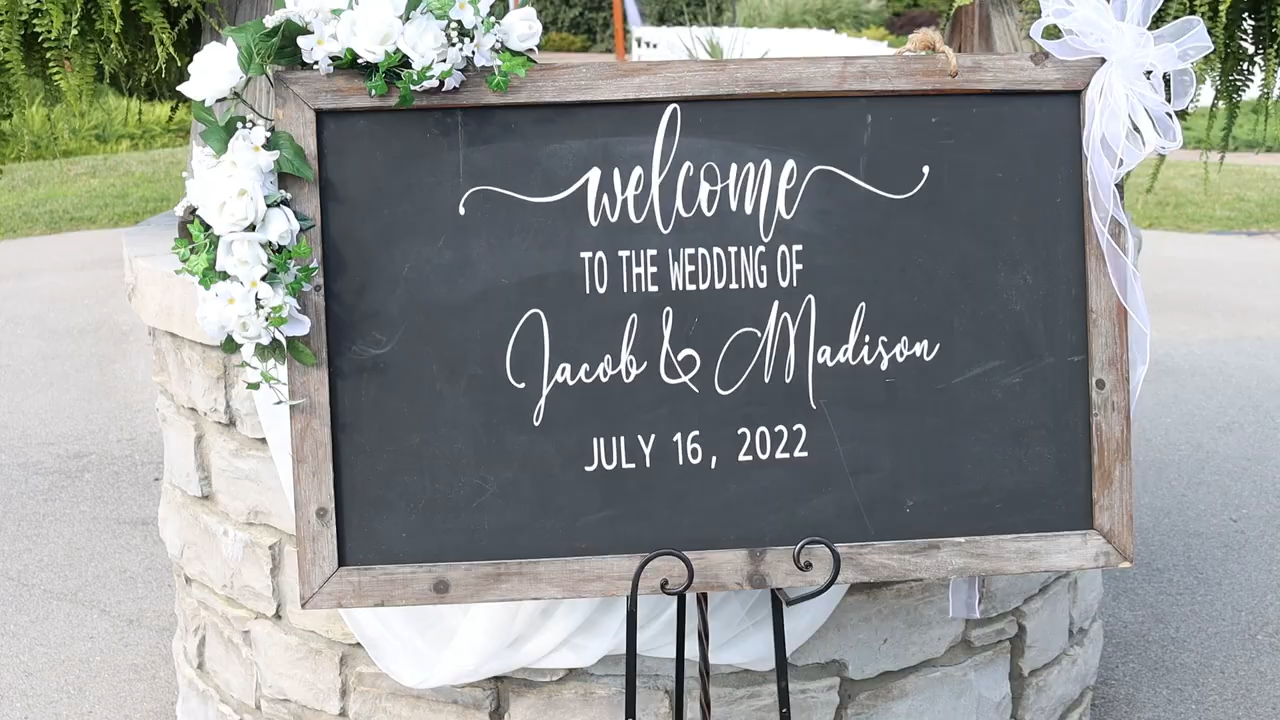 welcome
TO THE WEDDING OF
Jacob & Madison
JULY 16, 2022